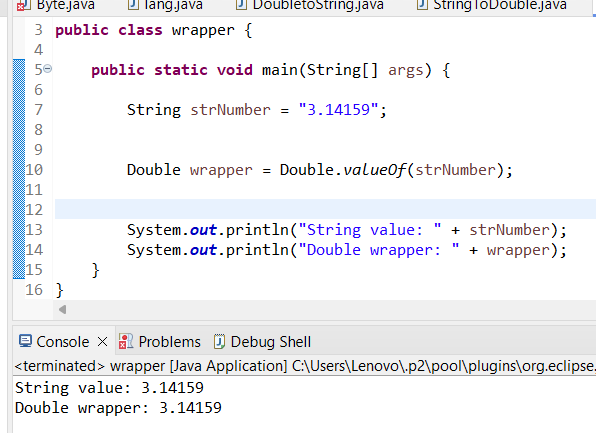 Byte.java lang.java DoubletoString.java StringToDouble.java
3 public class wrapper {
4
5 public static void main(String[] args) {
6
7 String strNumber = "3.14159";
8
9
10 Double wrapper = Double.valueOf(strNumber);
11
12
13 System.out.println("String value: " + strNumber);
14 System.out.println("Double wrapper: " + wrapper);
15 }
16 }
Console Problems Debug Shell
<terminated> wrapper [Java Application] C:\Users\Lenovo\.p2\pool\plugins\org.eclipse.
String value: 3.14159
Double wrapper: 3.14159